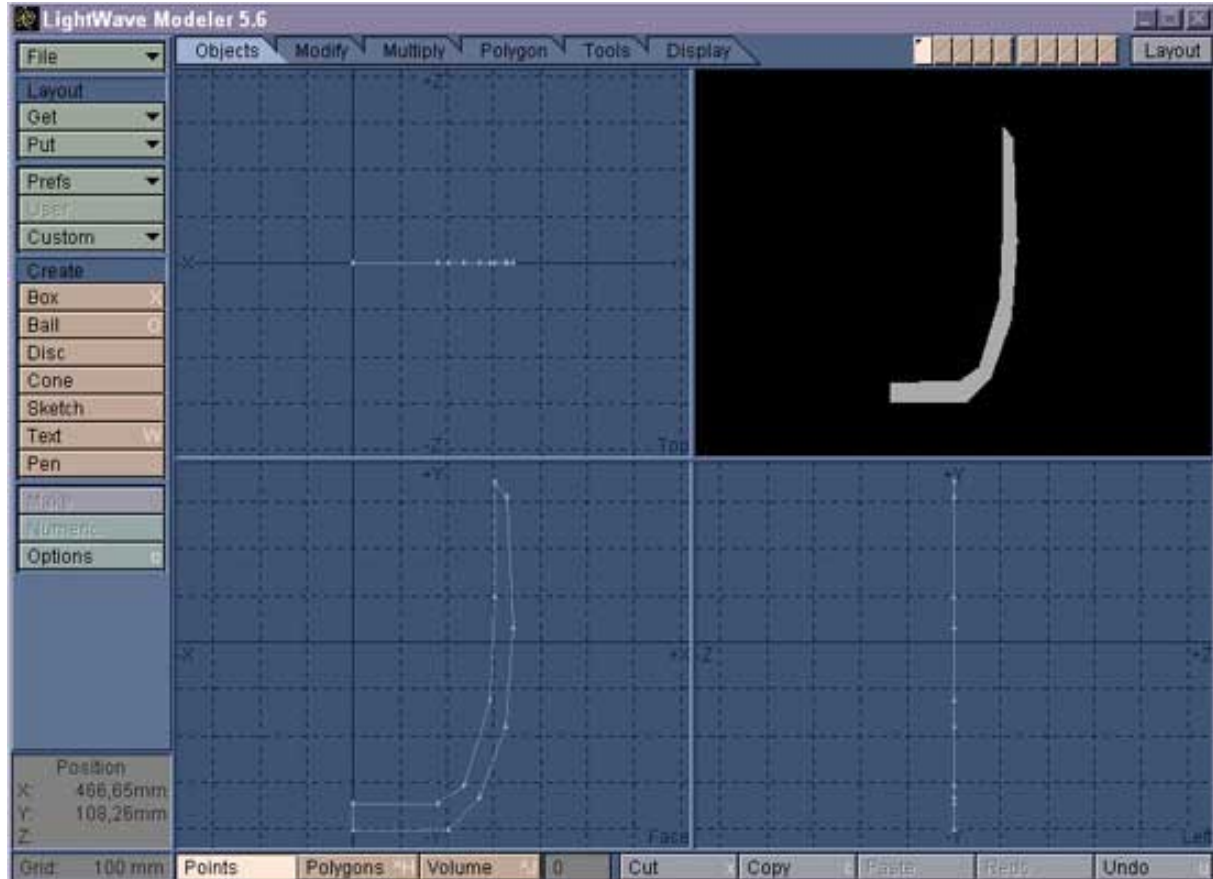 LightWave Modeler 5.6
File
Objects Modify Multiply Polygon Tools Display
Layout
Layout
Get
Put
Prefs
User
Custom
Create
Box X
Ball O
Disc
Cone
Sketch
Text W
Pen
Make
Numeric
Options
+Z
-X +X
-Z Top
+Y +Y
-X +X -Z +Z
-Y Face -Y Left
Position
X: 466,65mm
Y: 108,26mm
Z:
Grid: 100 mm Points Polygons Volume 0 Cut Copy Paste Redo Undo